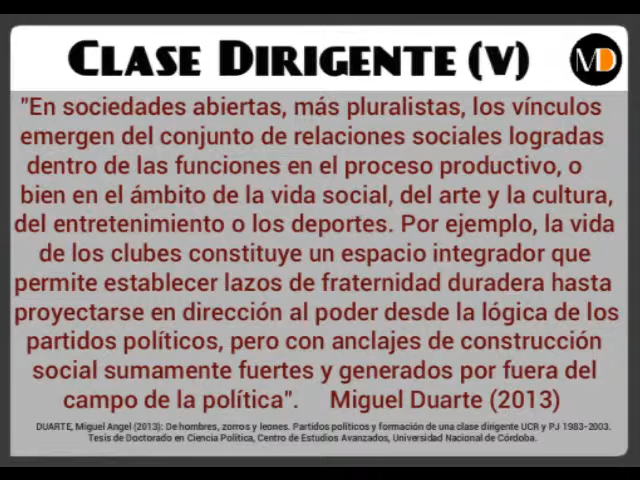 CLASE DIRIGENTE (V)
MD
"En sociedades abiertas, más pluralistas, los vínculos
emergen del conjunto de relaciones sociales logradas
dentro de las funciones en el proceso productivo, o
bien en el ámbito de la vida social, del arte y la cultura,
del entretenimiento o los deportes. Por ejemplo, la vida
de los clubes constituye un espacio integrador que
permite establecer lazos de fraternidad duradera hasta
proyectarse en dirección al poder desde la lógica de los
partidos políticos, pero con anclajes de construcción
social sumamente fuertes y generados por fuera del
campo de la política". Miguel Duarte (2013)
DUARTE, Miguel Angel (2013): De hombres, zorros y leones. Partidos políticos y formación de una clase dirigente UCR y PJ 1983-2003.
Tesis de Doctorado en Ciencia Política, Centro de Estudios Avanzados, Universidad Nacional de Córdoba.